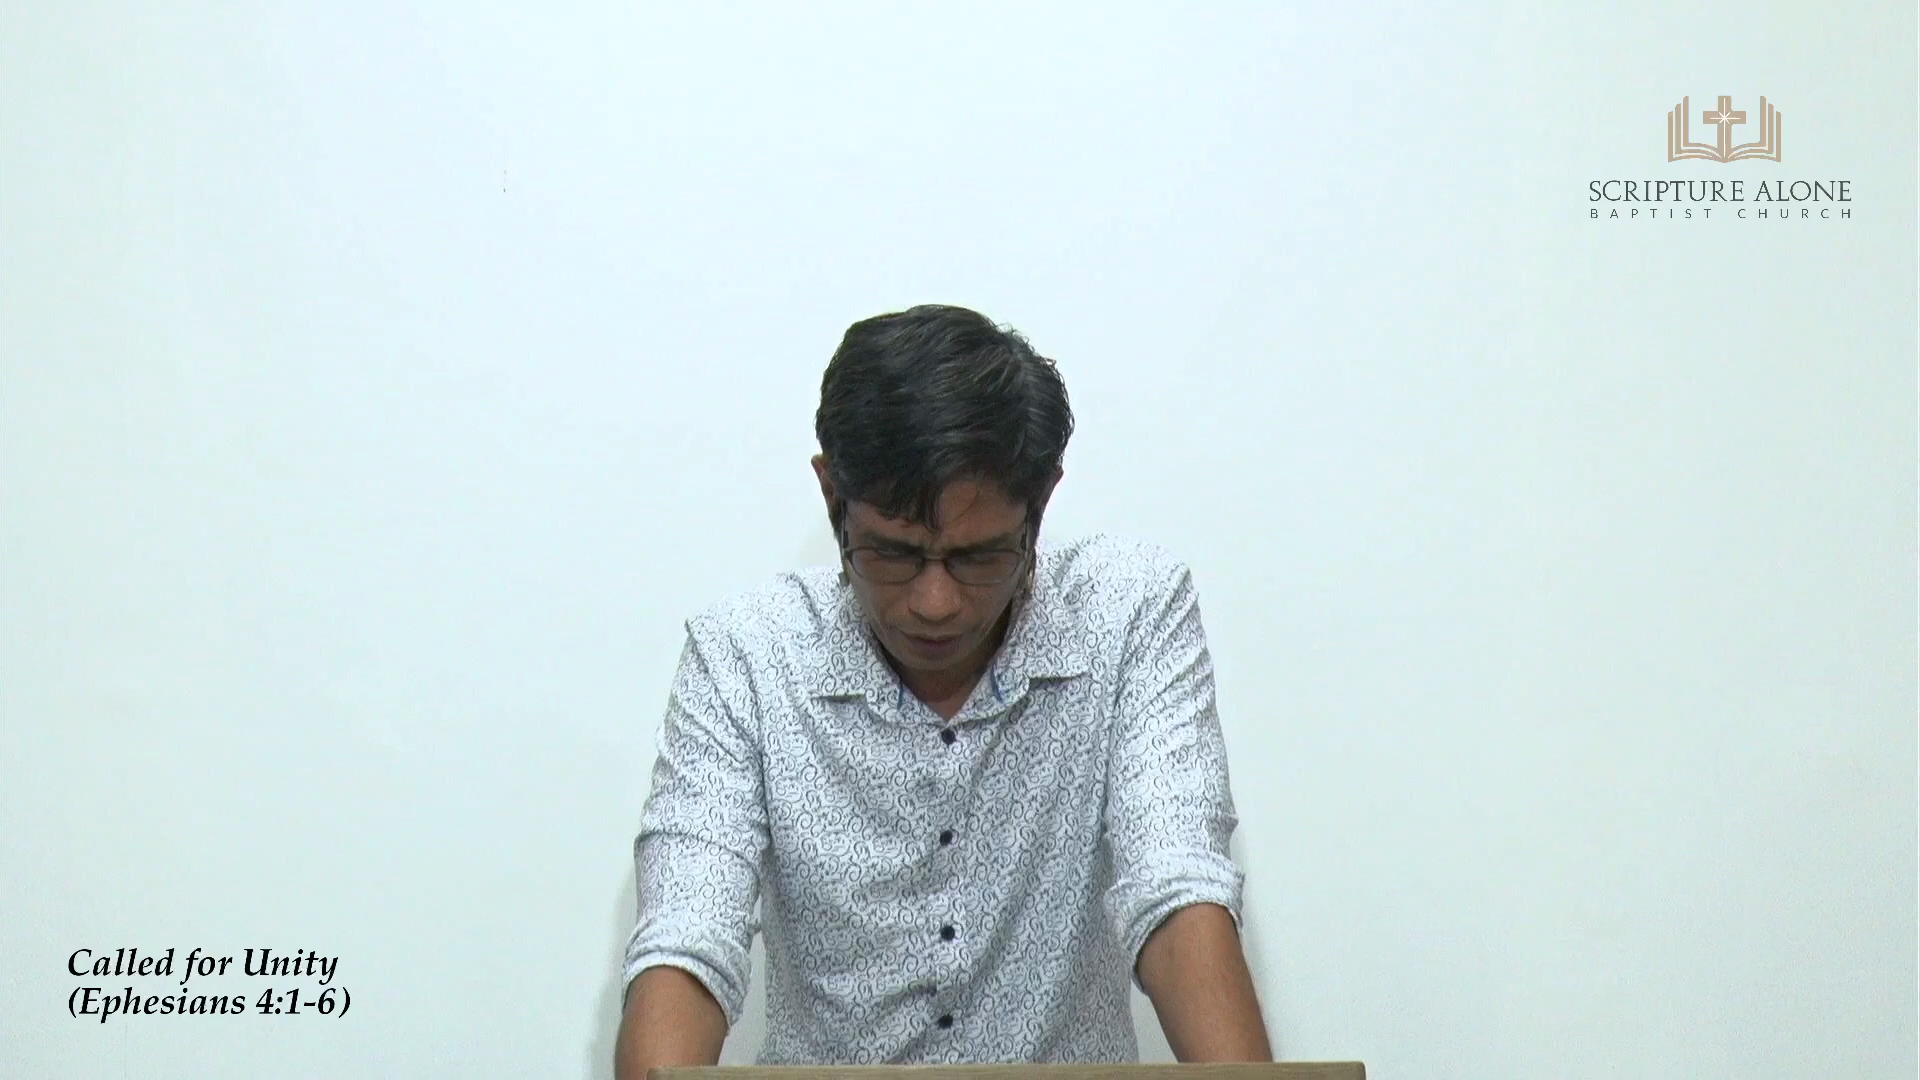 SCRIPTURE ALONE
BAPTIST CHURCH
Called for Unity
(Ephesians 4:1-6)